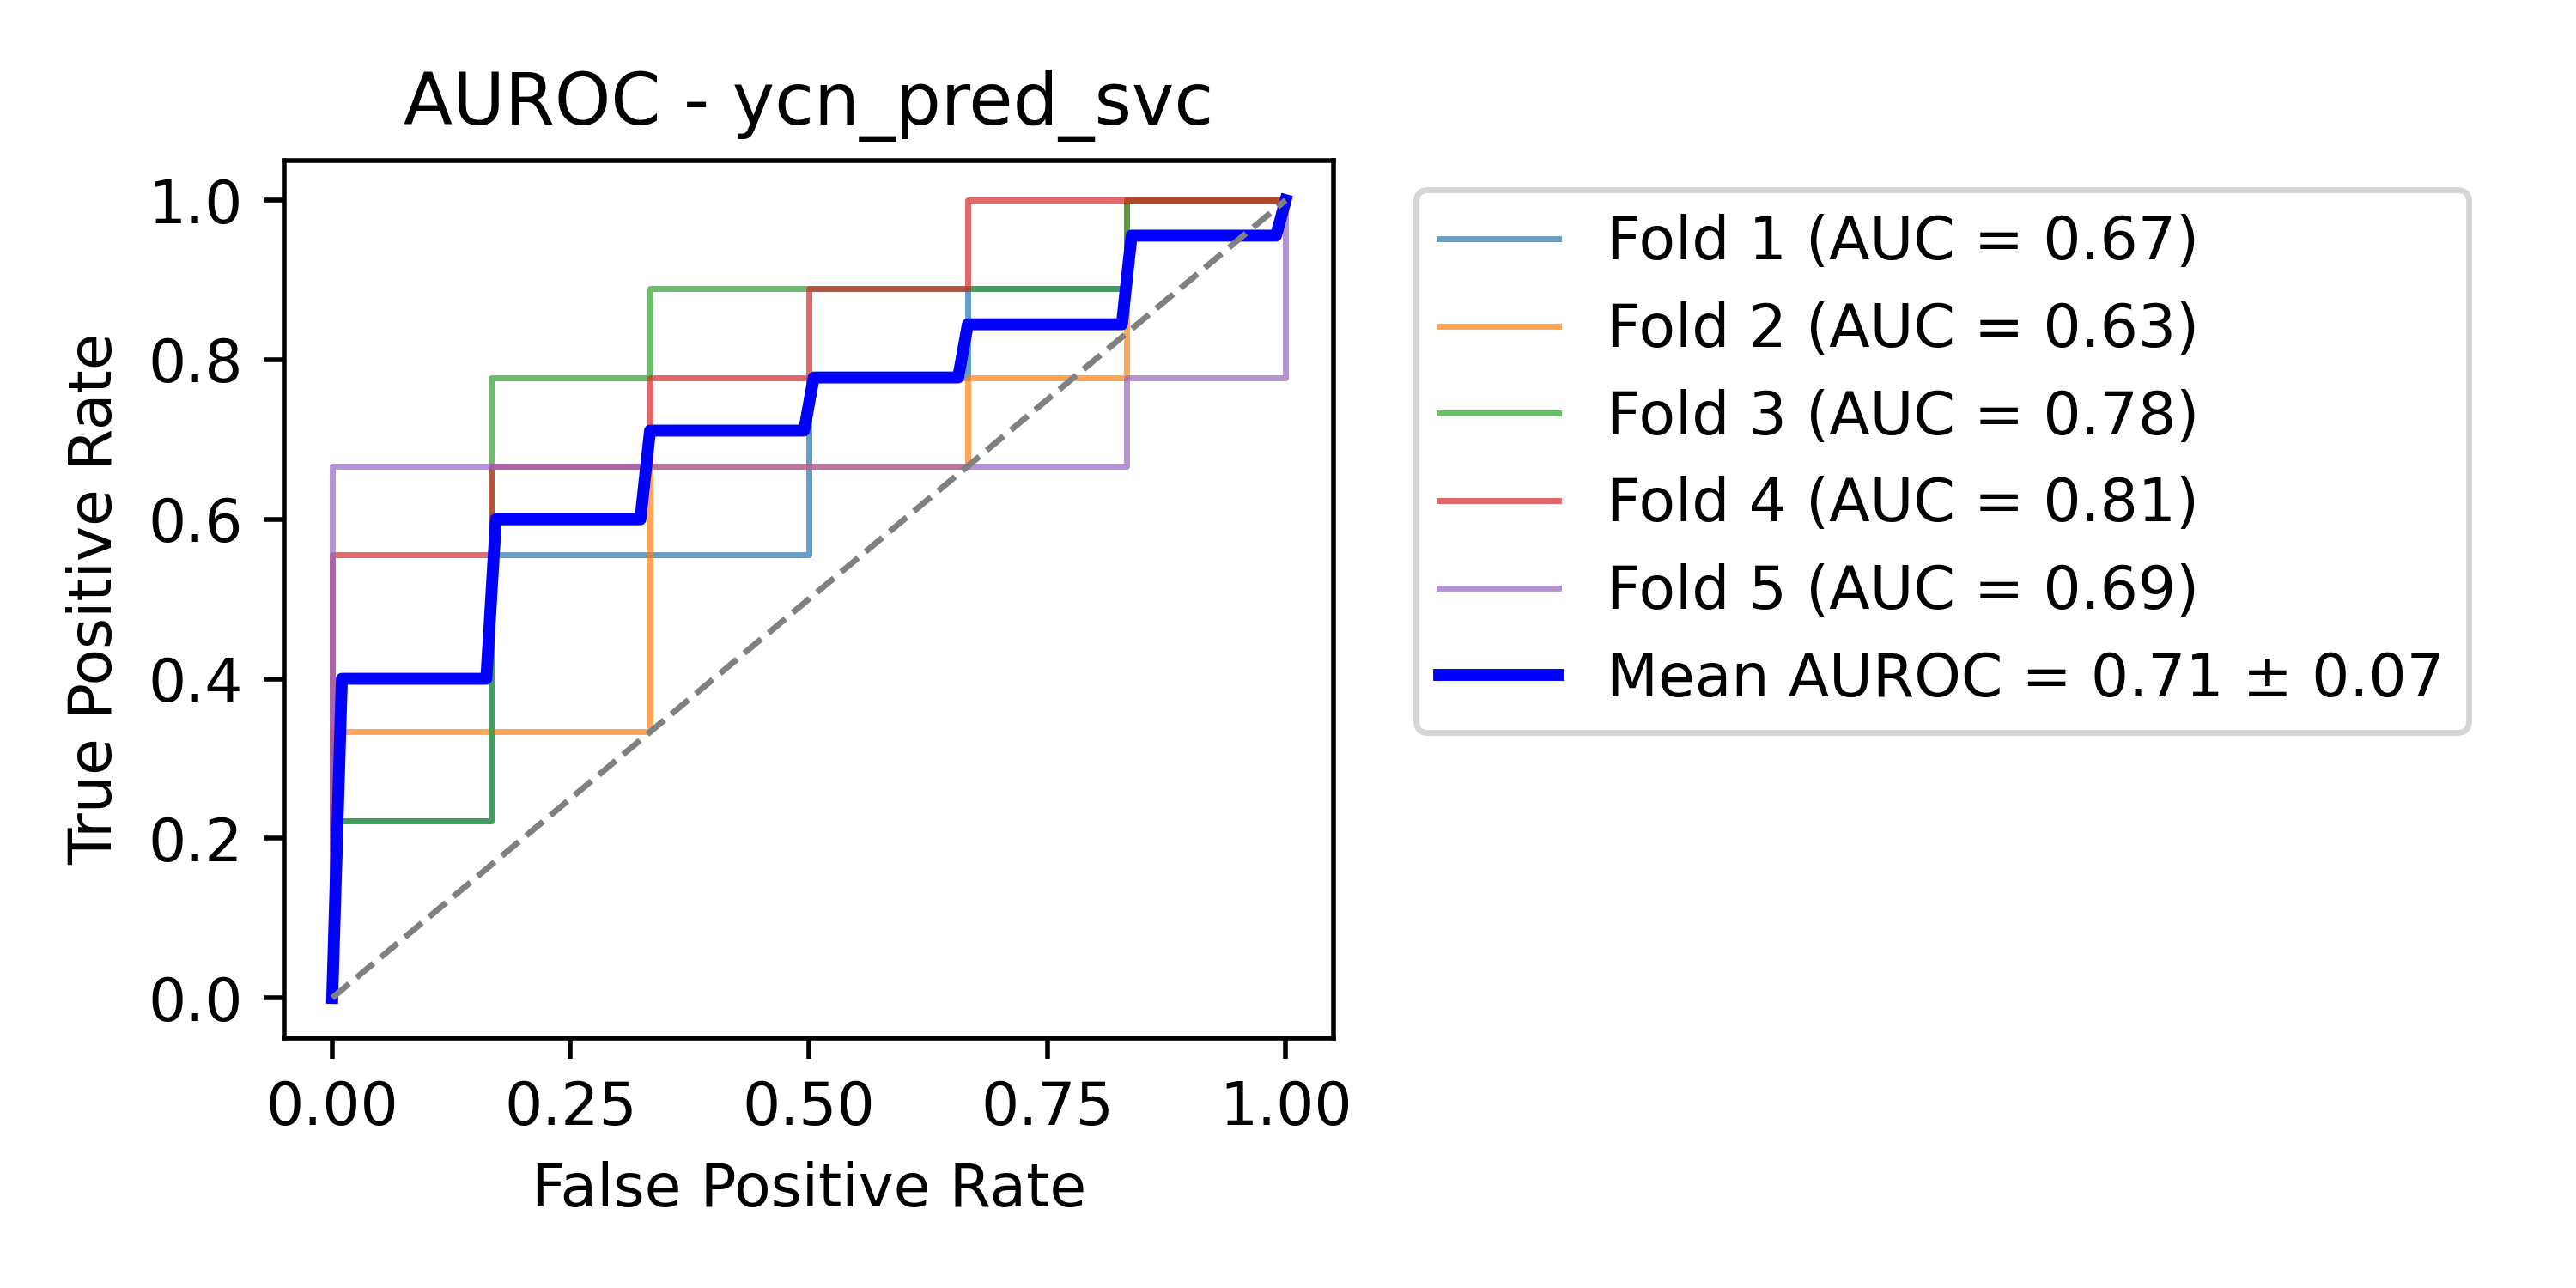 AUROC - ycn_pred_svc
True Positive Rate
1.0
0.8
0.6
0.4
0.2
0.0
0.00 0.25 0.50 0.75 1.00
False Positive Rate
Fold 1 (AUC = 0.67)
Fold 2 (AUC = 0.63)
Fold 3 (AUC = 0.78)
Fold 4 (AUC = 0.81)
Fold 5 (AUC = 0.69)
Mean AUROC = 0.71 ± 0.07